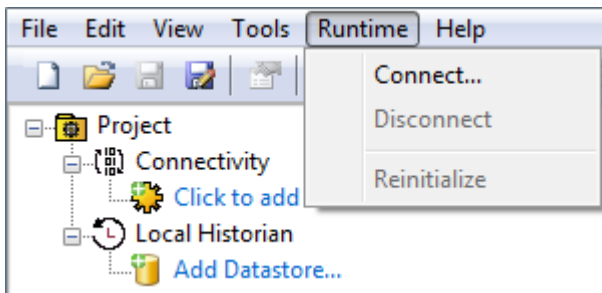 File Edit View Tools Runtime Help
Connect...
Disconnect
Reinitialize
Project
Connectivity
Click to add
Local Historian
Add Datastore...